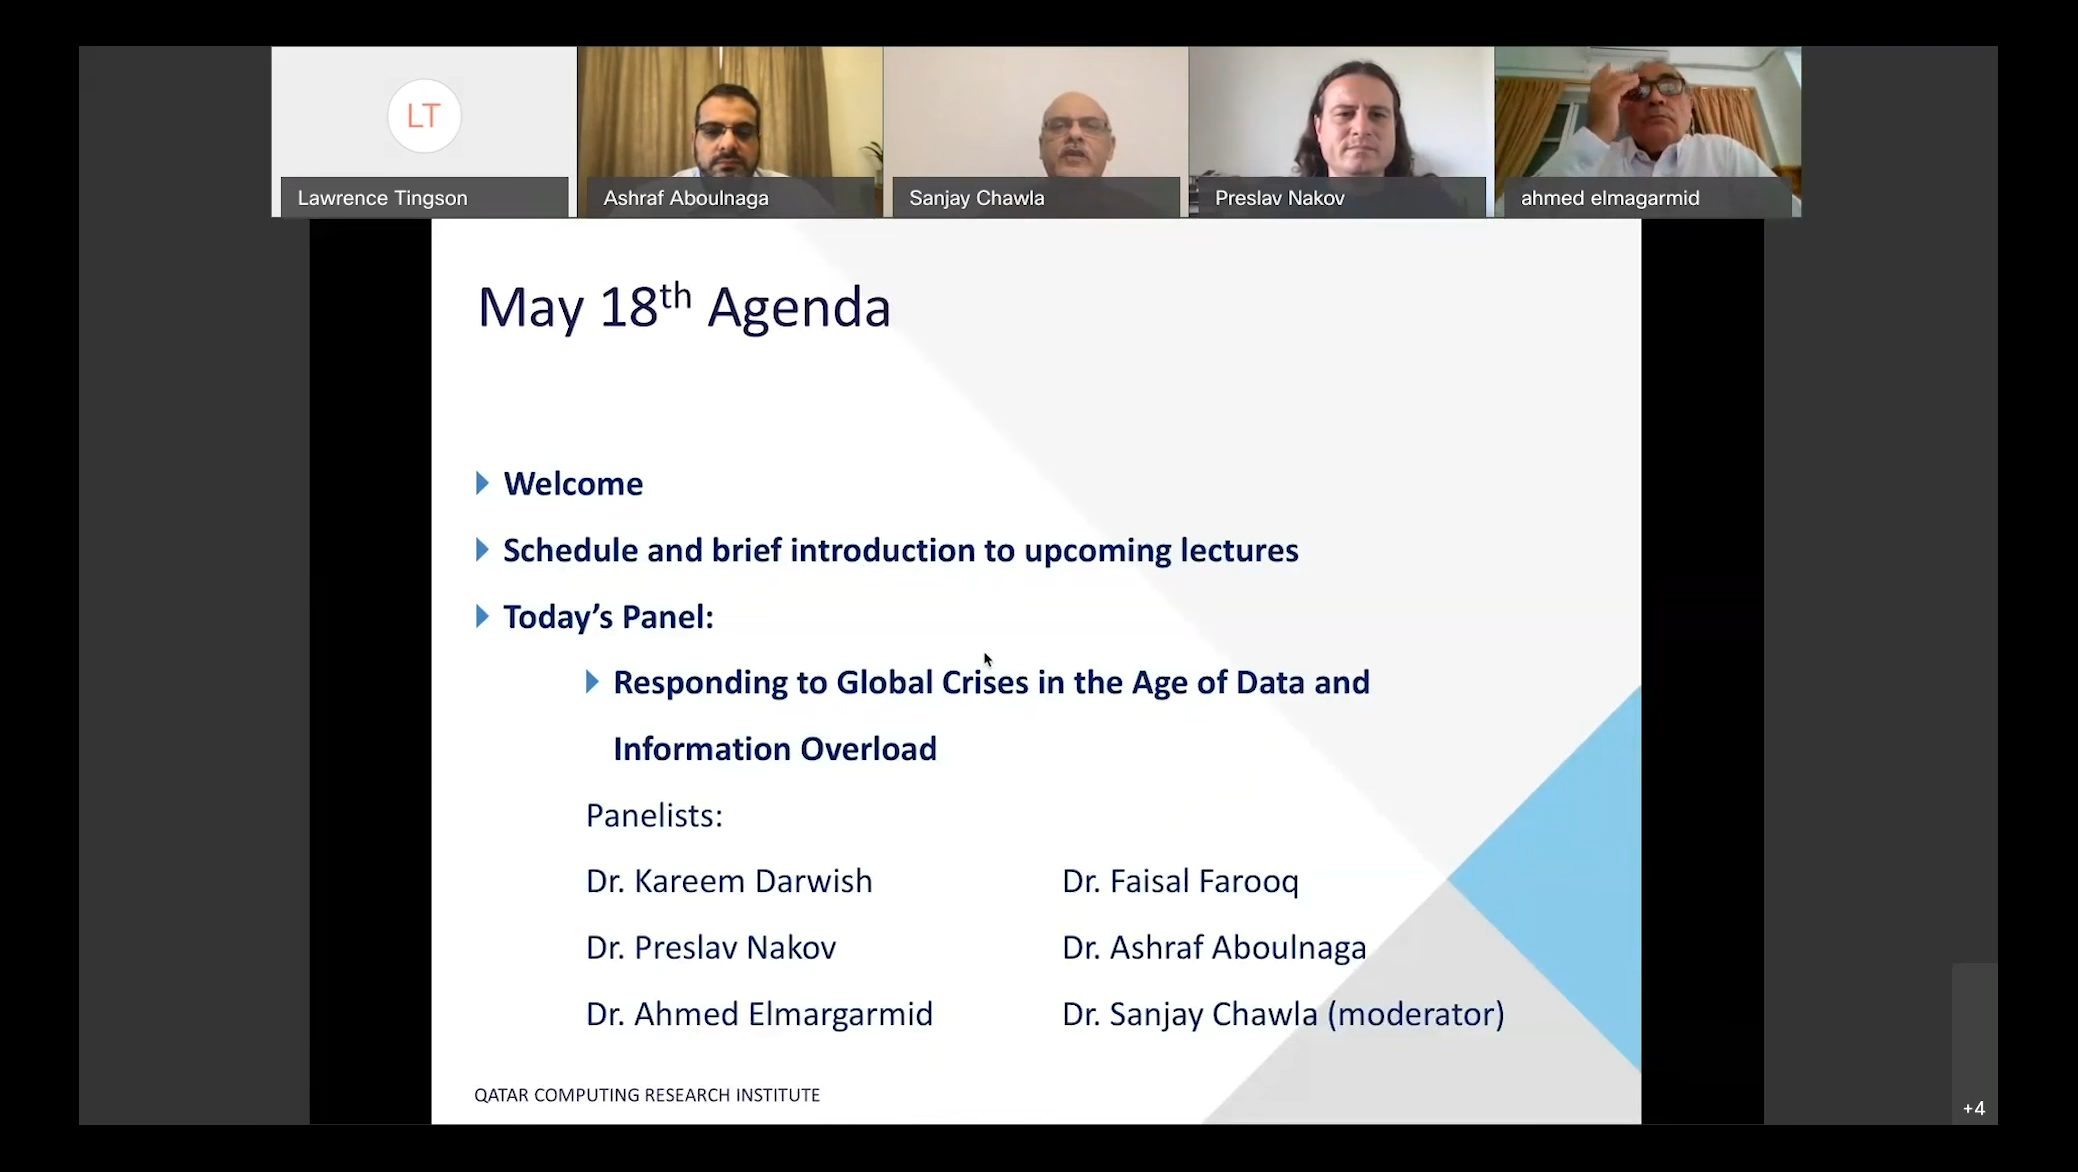 LT
Lawrence Tingson
Ashraf Aboulnaga
Sanjay Chawla
Preslav Nakov
ahmed elmagarmid
May 18th Agenda
Welcome
Schedule and brief introduction to upcoming lectures
Today’s Panel:
Responding to Global Crises in the Age of Data and
Information Overload
Panelists:
Dr. Kareem Darwish
Dr. Faisal Farooq
Dr. Preslav Nakov
Dr. Ashraf Aboulnaga
Dr. Ahmed Elmargarmid
Dr. Sanjay Chawla (moderator)
QATAR COMPUTING RESEARCH INSTITUTE
+4